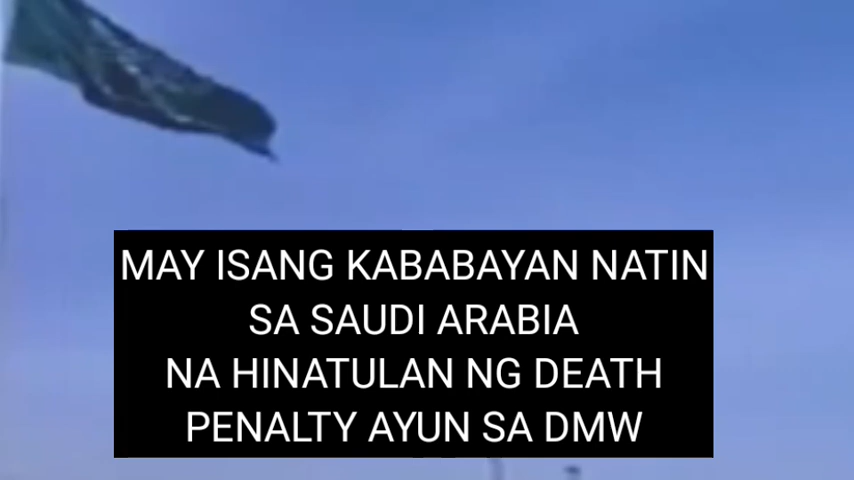 MAY ISANG KABABAYAN NATIN
SA SAUDI ARABIA
NA HINATULAN NG DEATH
PENALTY AYUN SA DMW